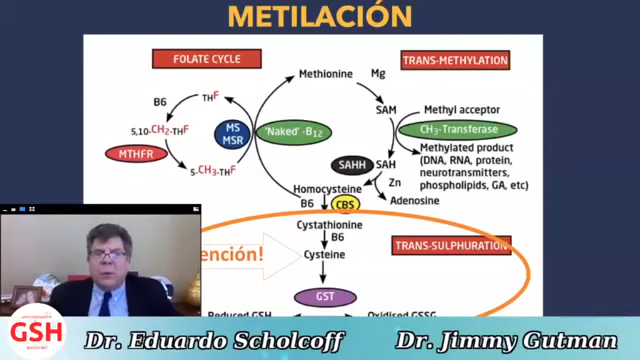 METILACIÓN
FOLATE CYCLE
TRANS-METHYLATION
Methionine
Mg
B6
THF
SAM
Methyl acceptor
5,10-CH2-THF
MS
MSR
'Naked' -B12
CH3-Transferase
MTHFR
5-CH3-THF
SAHH
SAH
Methylated product
(DNA, RNA, protein,
neurotransmitters,
phospholipids, GA, etc)
Zn
Homocysteine
Adenosine
B6
CBS
Cystathionine
B6
TRANS-SULPHURATION
ención!
Cysteine
GST
Reduced GSH
Oxidised GSSG
GSH
Dr. Eduardo Scholcoff
Dr. Jimmy Gutman